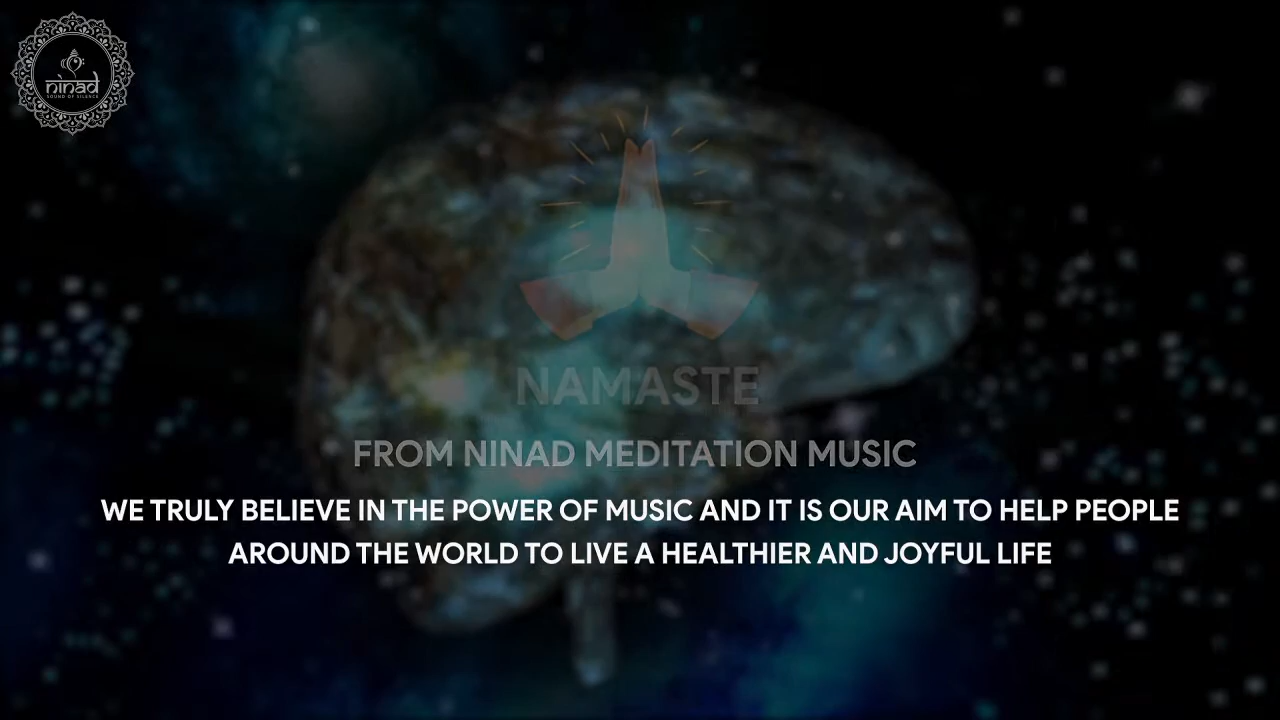 ninad
SOUND OF SILENCE
NAMASTE
FROM NINAD MEDITATION MUSIC
WE TRULY BELIEVE IN THE POWER OF MUSIC AND IT IS OUR AIM TO HELP PEOPLE
AROUND THE WORLD TO LIVE A HEALTHIER AND JOYFUL LIFE